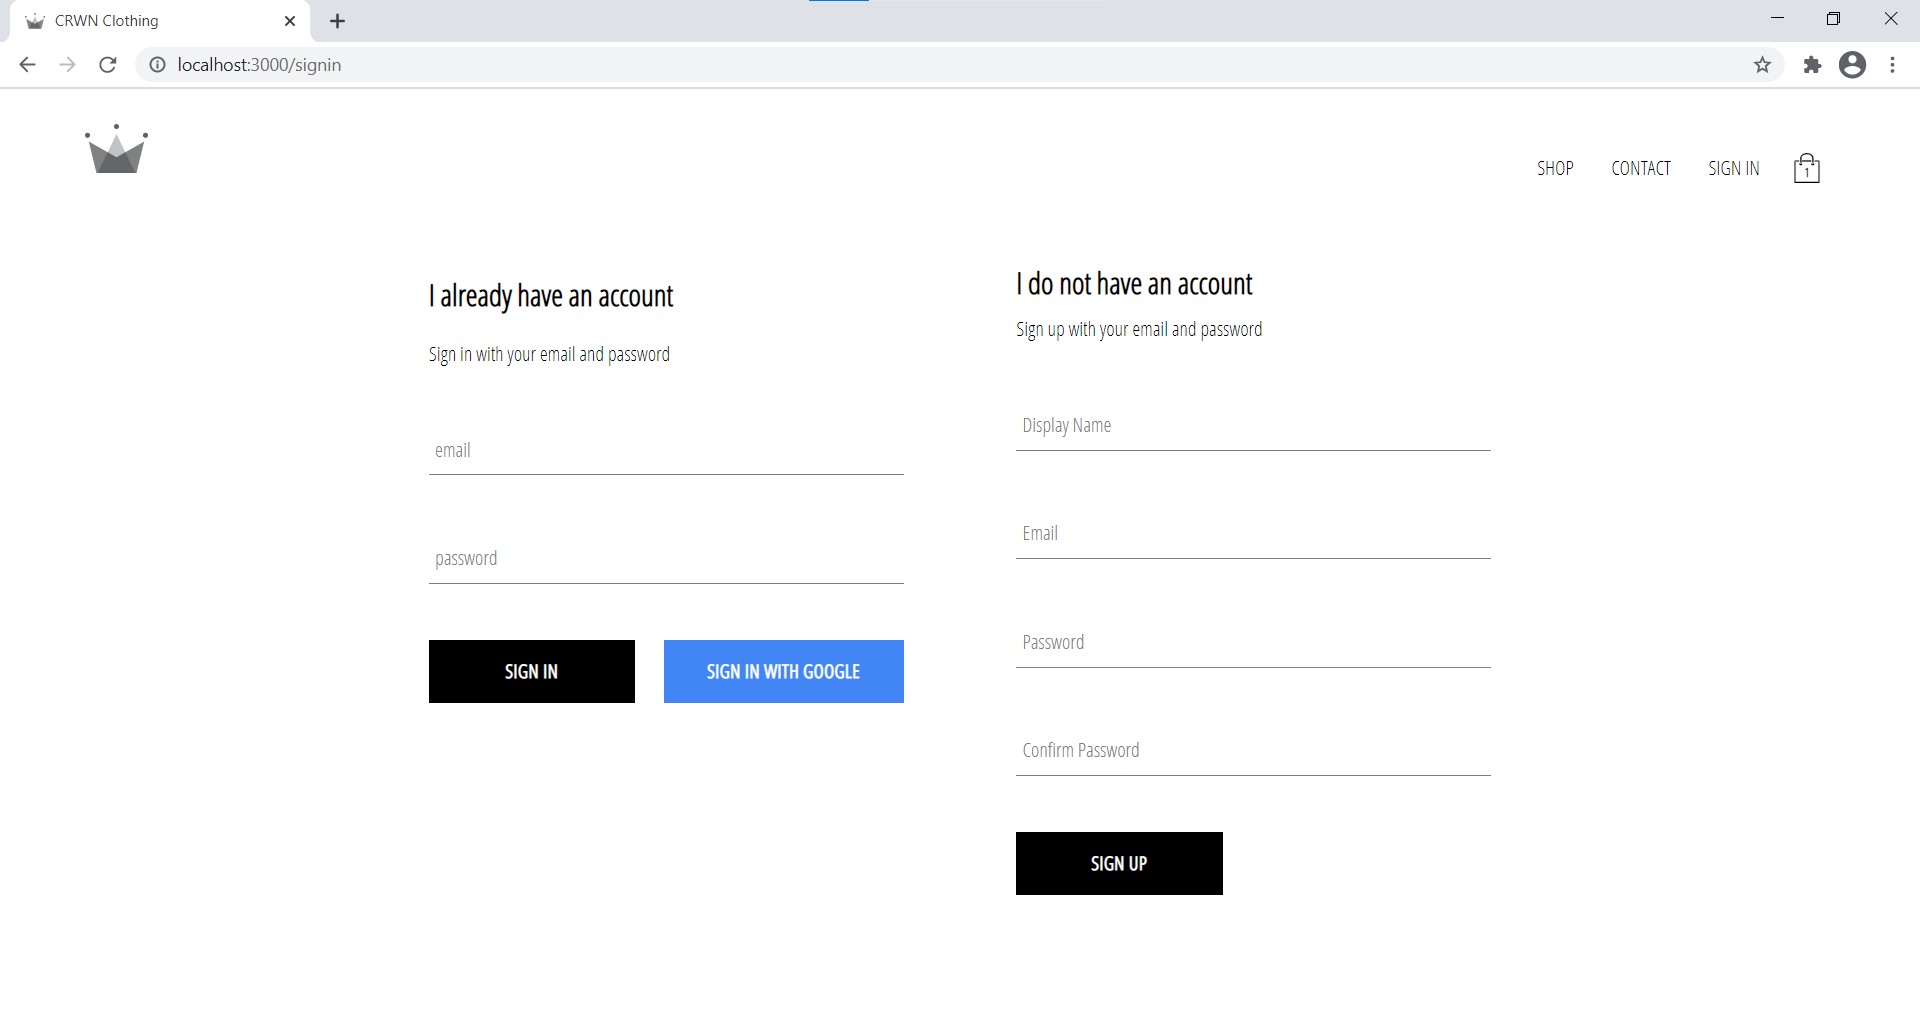 CRWN Clothing
localhost:3000/signin
SHOP CONTACT SIGN IN 1
I already have an account
Sign in with your email and password
email
password
SIGN IN SIGN IN WITH GOOGLE
I do not have an account
Sign up with your email and password
Display Name
Email
Password
Confirm Password
SIGN UP